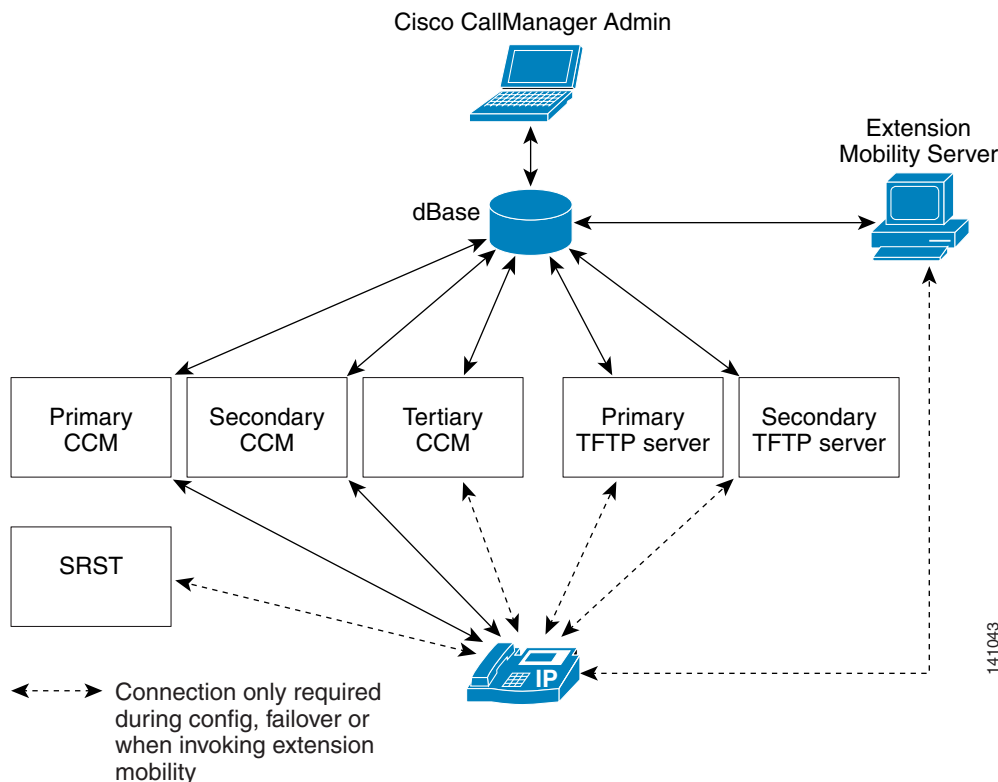 Cisco CallManager Admin
Extension
Mobility Server
dBase
Primary
CCM
Secondary
CCM
Tertiary
CCM
Primary
TFTP server
Secondary
TFTP server
SRST
IP
141043
Connection only required
during config, failover or
when invoking extension
mobility